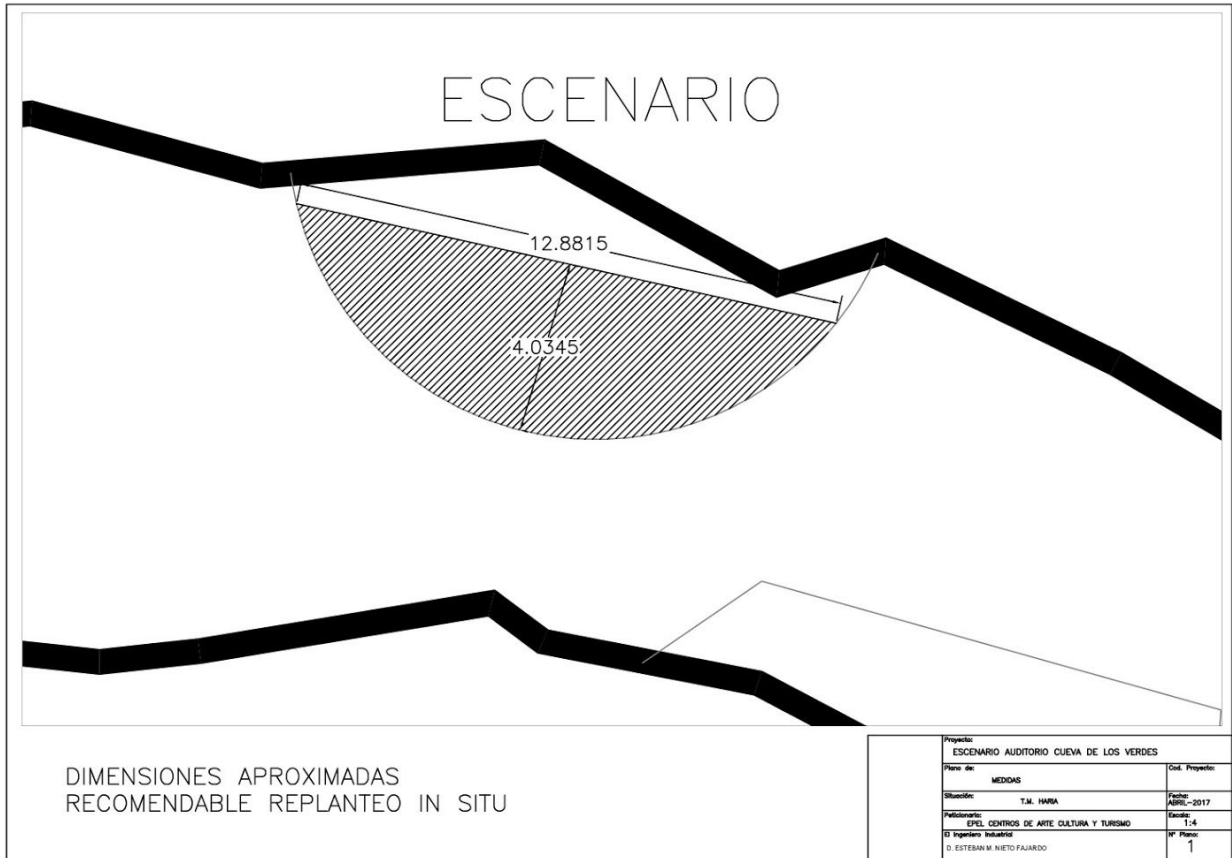 ESCENARIO
12.8815
4.0345
DIMENSIONES APROXIMADAS
RECOMENDABLE REPLANTEO IN SITU
Proyecto:
ESCENARIO AUDITORIO CUEVA DE LOS VERDES
Plano de:
MEDIDAS
Cod. Proyecto:
Situación:
T.M. HARIA
Fecha:
ABRIL-2017
Peticionario:
EPEL CENTROS DE ARTE CULTURA Y TURISMO
Escala:
1:4
El Ingeniero Industrial
D. ESTEBAN M. NIETO FAJARDO
Nº Plano:
1